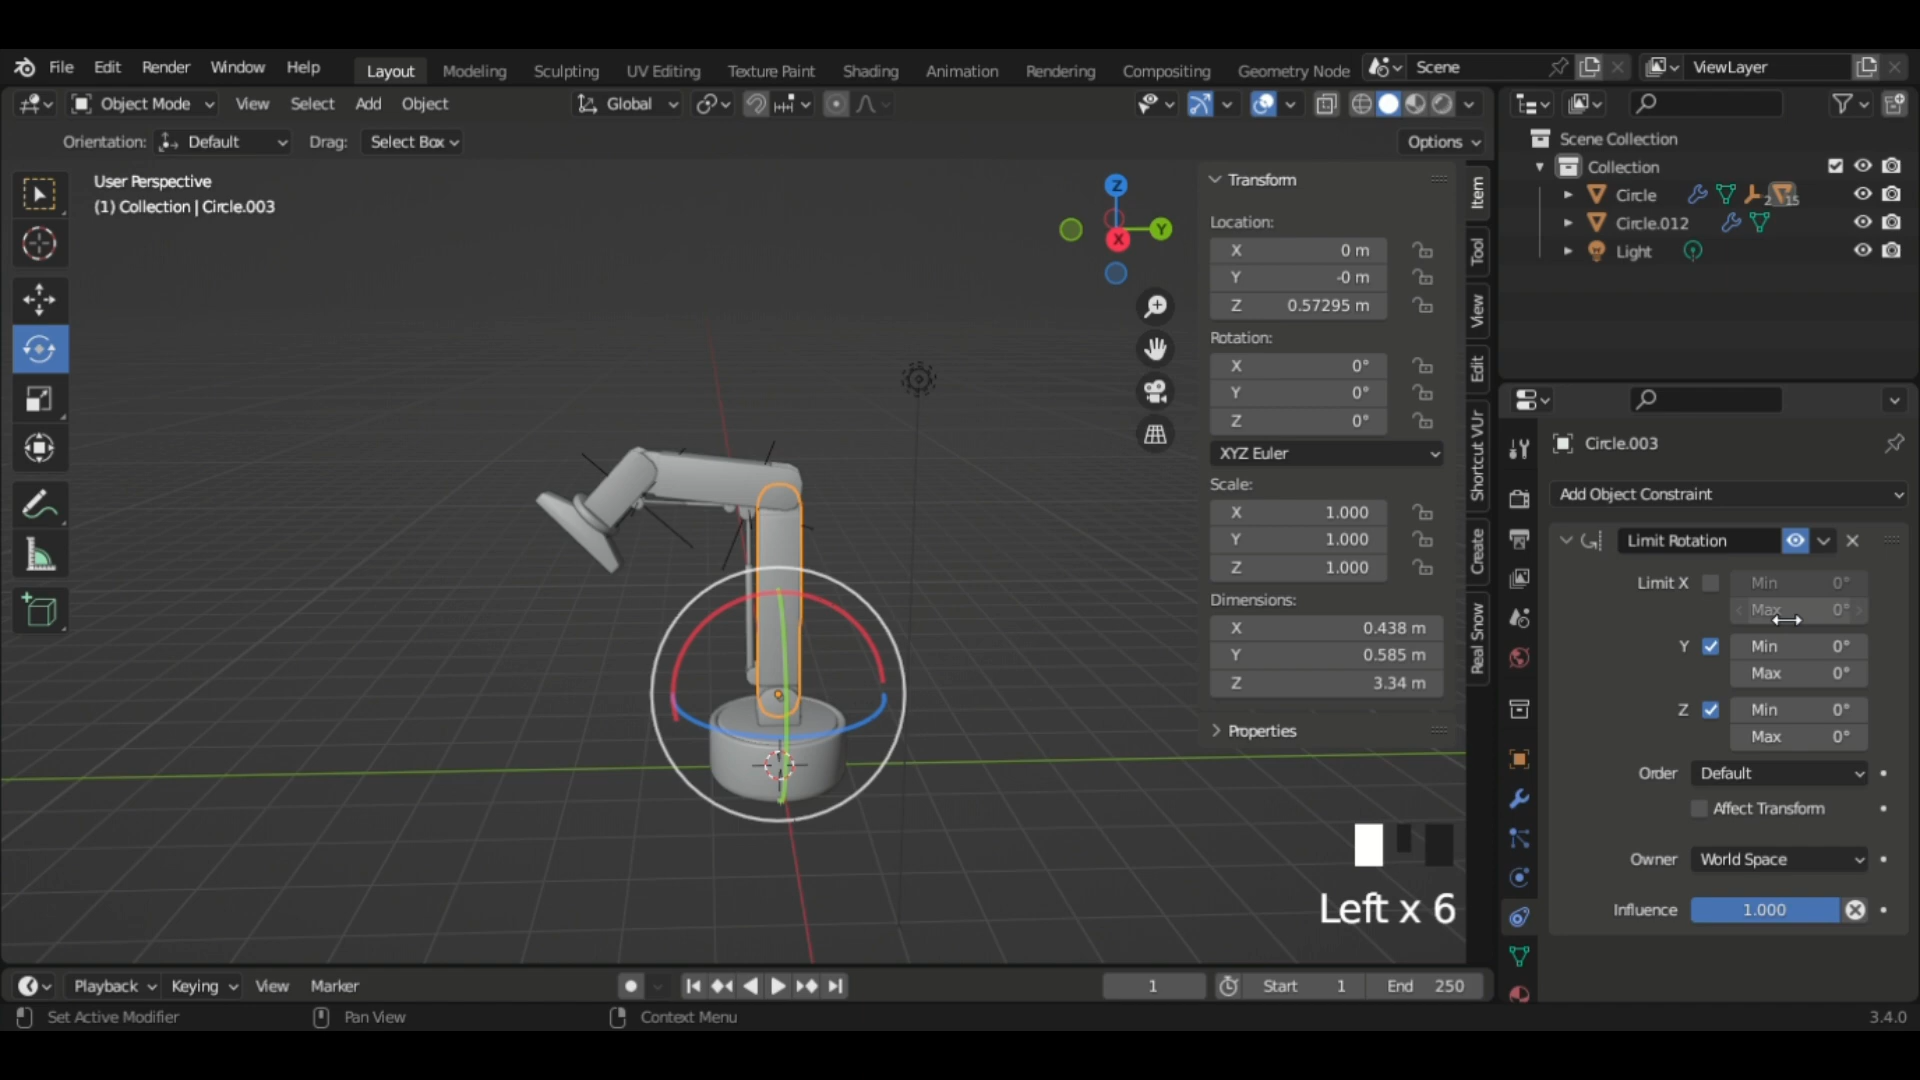 File Edit Render Window Help Layout Modeling Sculpting UV Editing Texture Paint Shading Animation Rendering Compositing Geometry Node Scene ViewLayer
Object Mode View Select Add Object Global
Orientation: Default Drag: Select Box Options
User Perspective
(1) Collection | Circle.003
Z
Y
X
Transform
Location:
X 0 m
Y -0 m
Z 0.57295 m
Rotation:
X 0°
Y 0°
Z 0°
XYZ Euler
Scale:
X 1.000
Y 1.000
Z 1.000
Dimensions:
X 0.438 m
Y 0.585 m
Z 3.34 m
Properties
Item
Tool
View
Edit
Shortcut VUr
Create
Real Snow
Scene Collection
Collection
Circle 2 15
Circle.012
Light
Circle.003
Add Object Constraint
Limit Rotation
Limit X Min 0°
Max 0°
Y Min 0°
Max 0°
Z Min 0°
Max 0°
Order Default
Affect Transform
Owner World Space
Influence 1.000
Left x 6
Playback Keying View Marker 1 Start 1 End 250
Set Active Modifier Pan View Context Menu 3.4.0